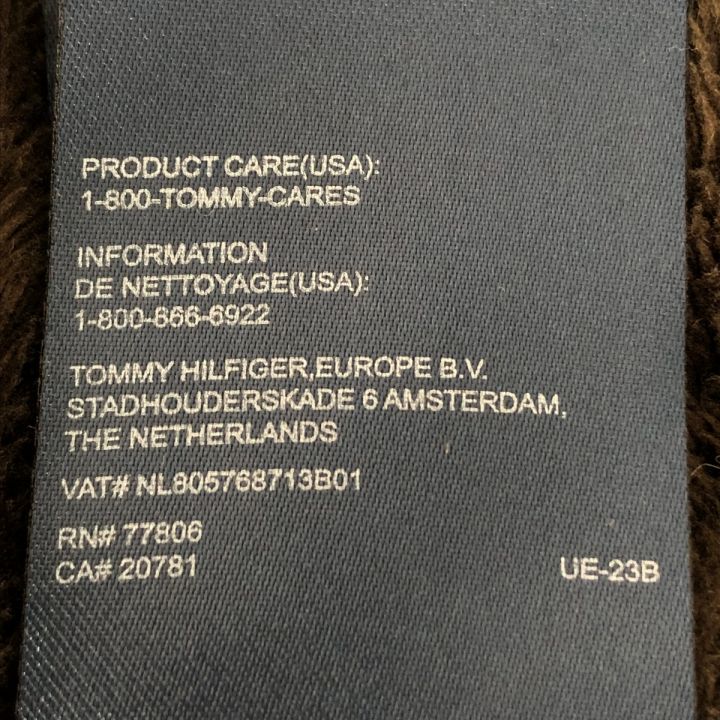 PRODUCT CARE(USA):
1-800-TOMMY-CARES
INFORMATION
DE NETTOYAGE(USA):
1-800-866-6922
TOMMY HILFIGER,EUROPE B.V.
STADHOUDERSKADE 6 AMSTERDAM,
THE NETHERLANDS
VAT# NL805768713B01
RN# 77806
CA# 20781
UE-23B